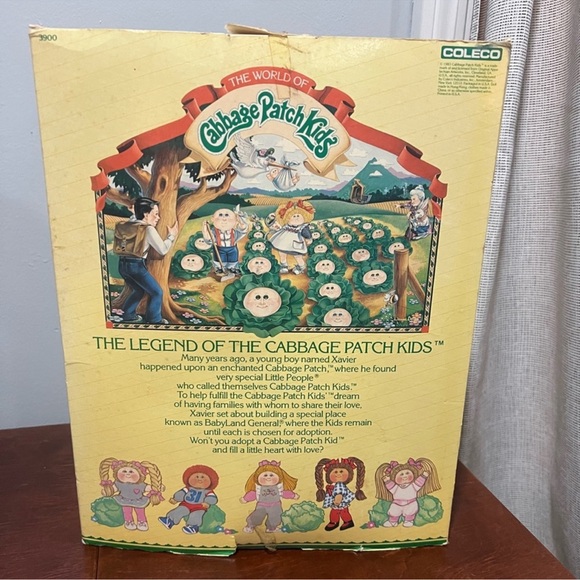 3900
COLECO
THE WORLD OF
Cabbage Patch Kids™
THE LEGEND OF THE CABBAGE PATCH KIDS™
Many years ago, a young boy named Xavier
happened upon an enchanted Cabbage Patch,™ where he found
very special Little People®
who called themselves Cabbage Patch Kids.™
To help fulfill the Cabbage Patch Kids'™ dream
of having families with whom to share their love,
Xavier set about building a special place
known as BabyLand General,® where the Kids remain
until each is chosen for adoption.
Won't you adopt a Cabbage Patch Kid™
and fill a little heart with love?
31